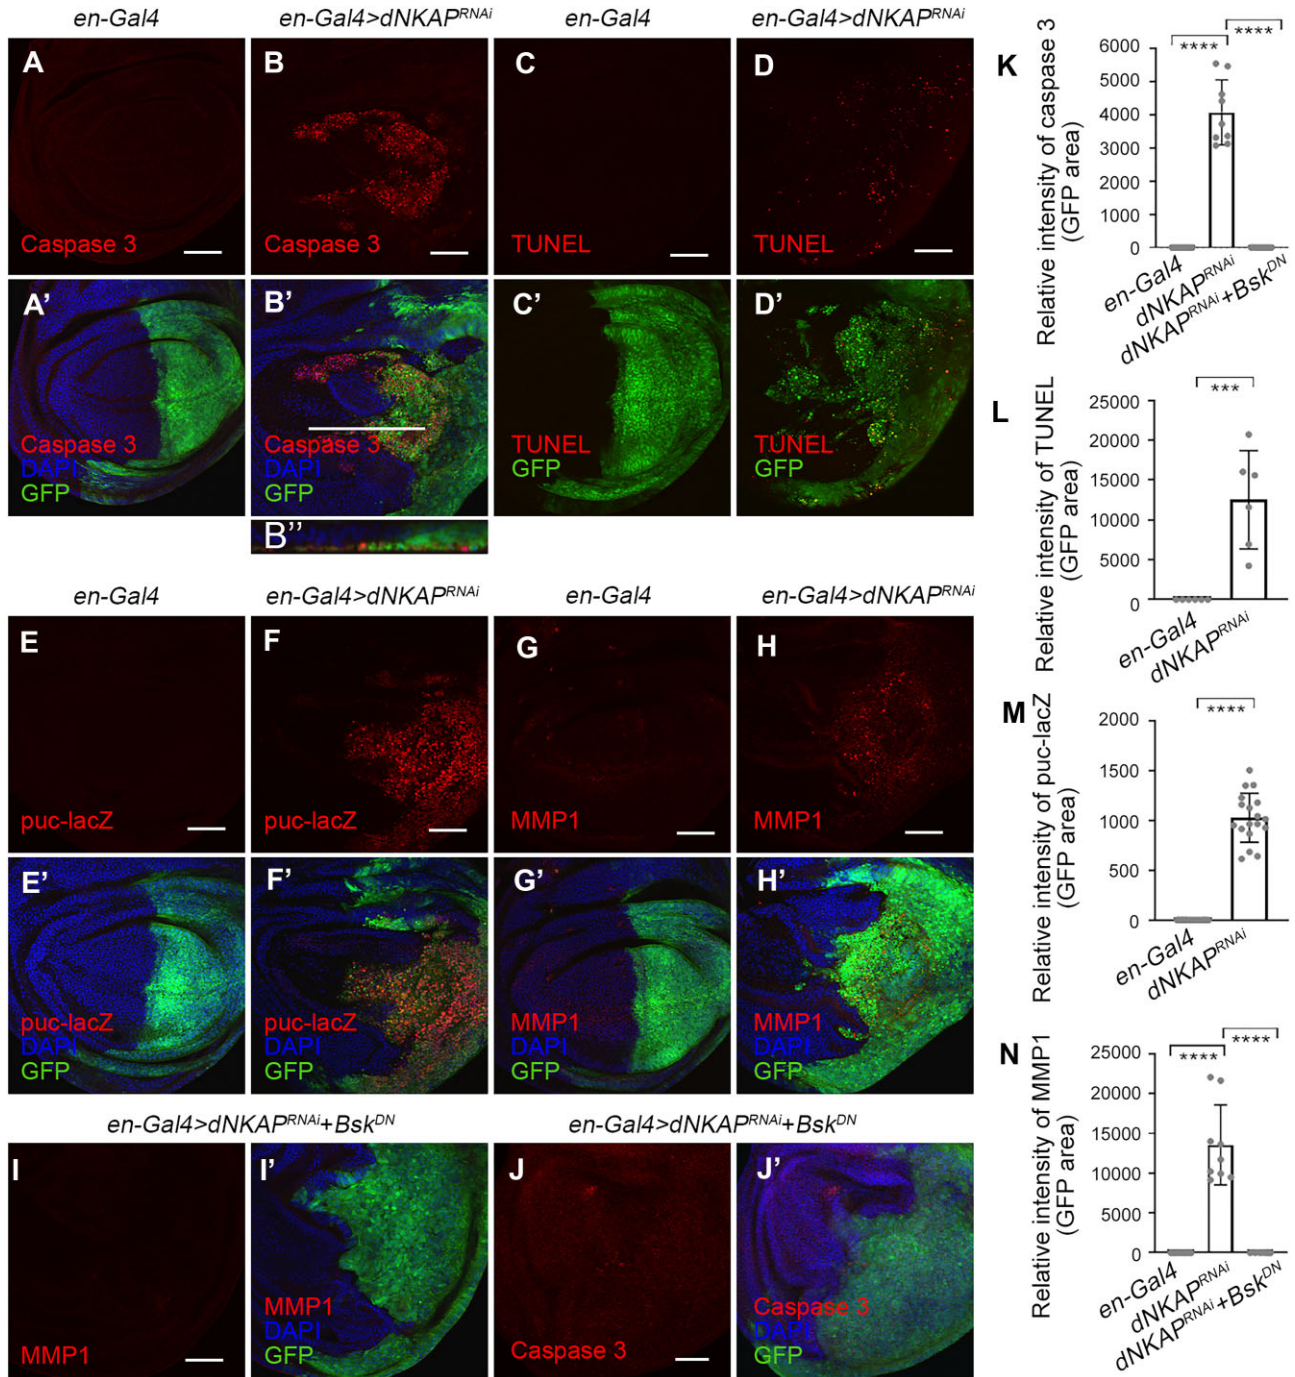 en-Gal4 en-Gal4>dNKAP^RNAi en-Gal4 en-Gal4>dNKAP^RNAi
A B C D
Caspase 3 Caspase 3 TUNEL TUNEL
A’ B’ C’ D’
Caspase 3 Caspase 3 TUNEL TUNEL
DAPI DAPI GFP GFP
GFP GFP
B’’
en-Gal4 en-Gal4>dNKAP^RNAi en-Gal4 en-Gal4>dNKAP^RNAi
E F G H
puc-lacZ puc-lacZ MMP1 MMP1
E’ F’ G’ H’
puc-lacZ puc-lacZ MMP1 MMP1
DAPI DAPI DAPI DAPI
GFP GFP GFP GFP
en-Gal4>dNKAP^RNAi+Bsk^DN en-Gal4>dNKAP^RNAi+Bsk^DN
I I’ J J’
MMP1 Caspase 3
DAPI DAPI
MMP1 GFP Caspase 3 GFP
K
Relative intensity of caspase 3
(GFP area)
**** ****
6000
5000
4000
3000
2000
1000
0
en-Gal4
dNKAP^RNAi
dNKAP^RNAi+Bsk^DN
L
Relative intensity of TUNEL
(GFP area)
***
25000
20000
15000
10000
5000
0
en-Gal4
dNKAP^RNAi
M
Relative intensity of puc-lacZ
(GFP area)
****
2000
1500
1000
500
0
en-Gal4
dNKAP^RNAi
N
Relative intensity of MMP1
(GFP area)
**** ****
25000
20000
15000
10000
5000
0
en-Gal4
dNKAP^RNAi
dNKAP^RNAi+Bsk^DN